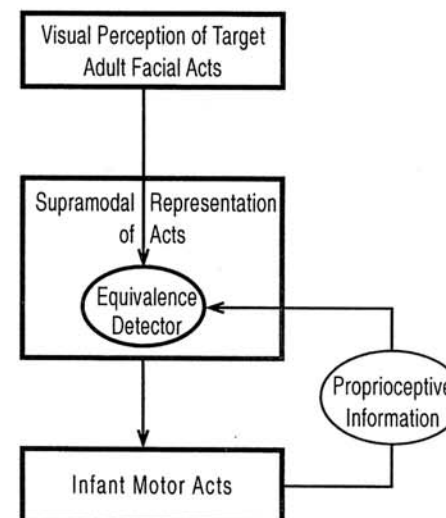 Visual Perception of Target
Adult Facial Acts
Supramodal Representation
of Acts
Equivalence
Detector
Proprioceptive
Information
Infant Motor Acts